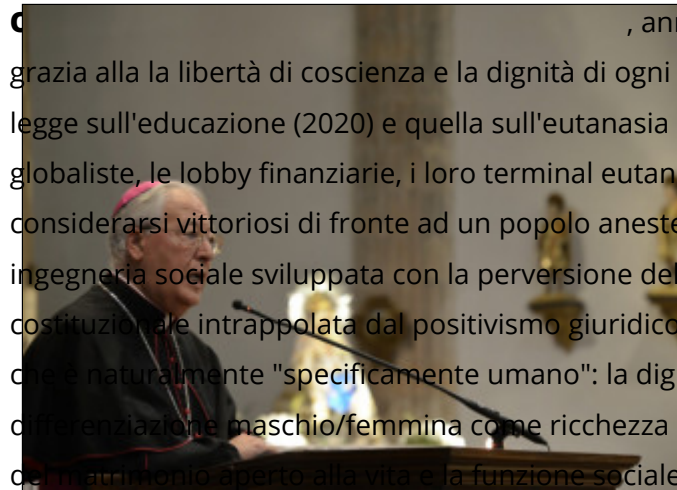 , ann
grazia alla la libertà di coscienza e la dignità di ogni
legge sull'educazione (2020) e quella sull'eutanasia
globaliste, le lobby finanziarie, i loro terminal eutan
considerarsi vittoriosi di fronte ad un popolo aneste
ingegneria sociale sviluppata con la perversione del
costituzionale intrappolata dal positivismo giuridico
che è naturalmente "specificamente umano": la dig
differenziazione maschio/femmina come ricchezza
del matrimonio aperto alla vita e la funzione sociale